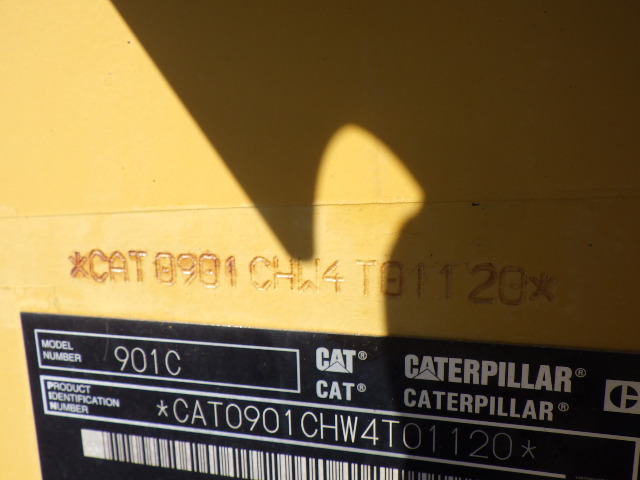 *CAT0901CHW4T01120*
MODEL NUMBER 901C
CAT® CATERPILLAR®
CAT® CATERPILLAR®
PRODUCT IDENTIFICATION NUMBER *CAT0901CHW4T01120*